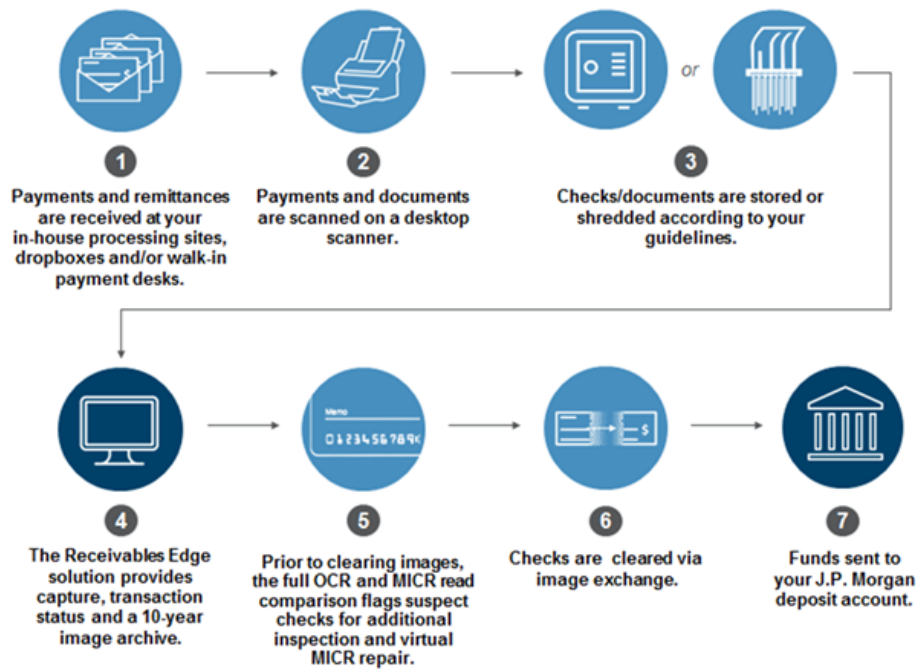 or
1
Payments and remittances
are received at your
in-house processing sites,
dropboxes and/or walk-in
payment desks.
2
Payments and documents
are scanned on a desktop
scanner.
3
Checks/documents are stored or
shredded according to your
guidelines.
Memo
0123456789<
$
4
The Receivables Edge
solution provides
capture, transaction
status and a 10-year
image archive.
5
Prior to clearing images,
the full OCR and MICR read
comparison flags suspect
checks for additional
inspection and virtual
MICR repair.
6
Checks are cleared via
image exchange.
7
Funds sent to
your J.P. Morgan
deposit account.